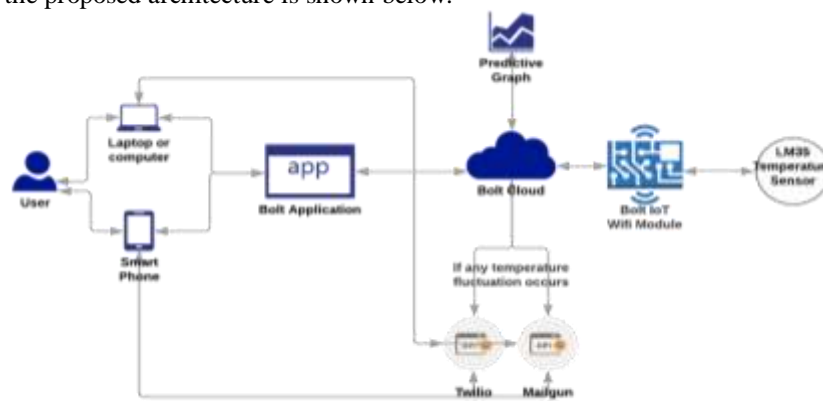 the proposed architecture is shown below.
Predictive
Graph
Laptop or
computer
app
LM35
Temperature
Sensor
User
Bolt Application
Bolt Cloud
Bolt IoT
Wifi Module
Smart
Phone
If any temperature
fluctuation occurs
Twilio
Mailgun